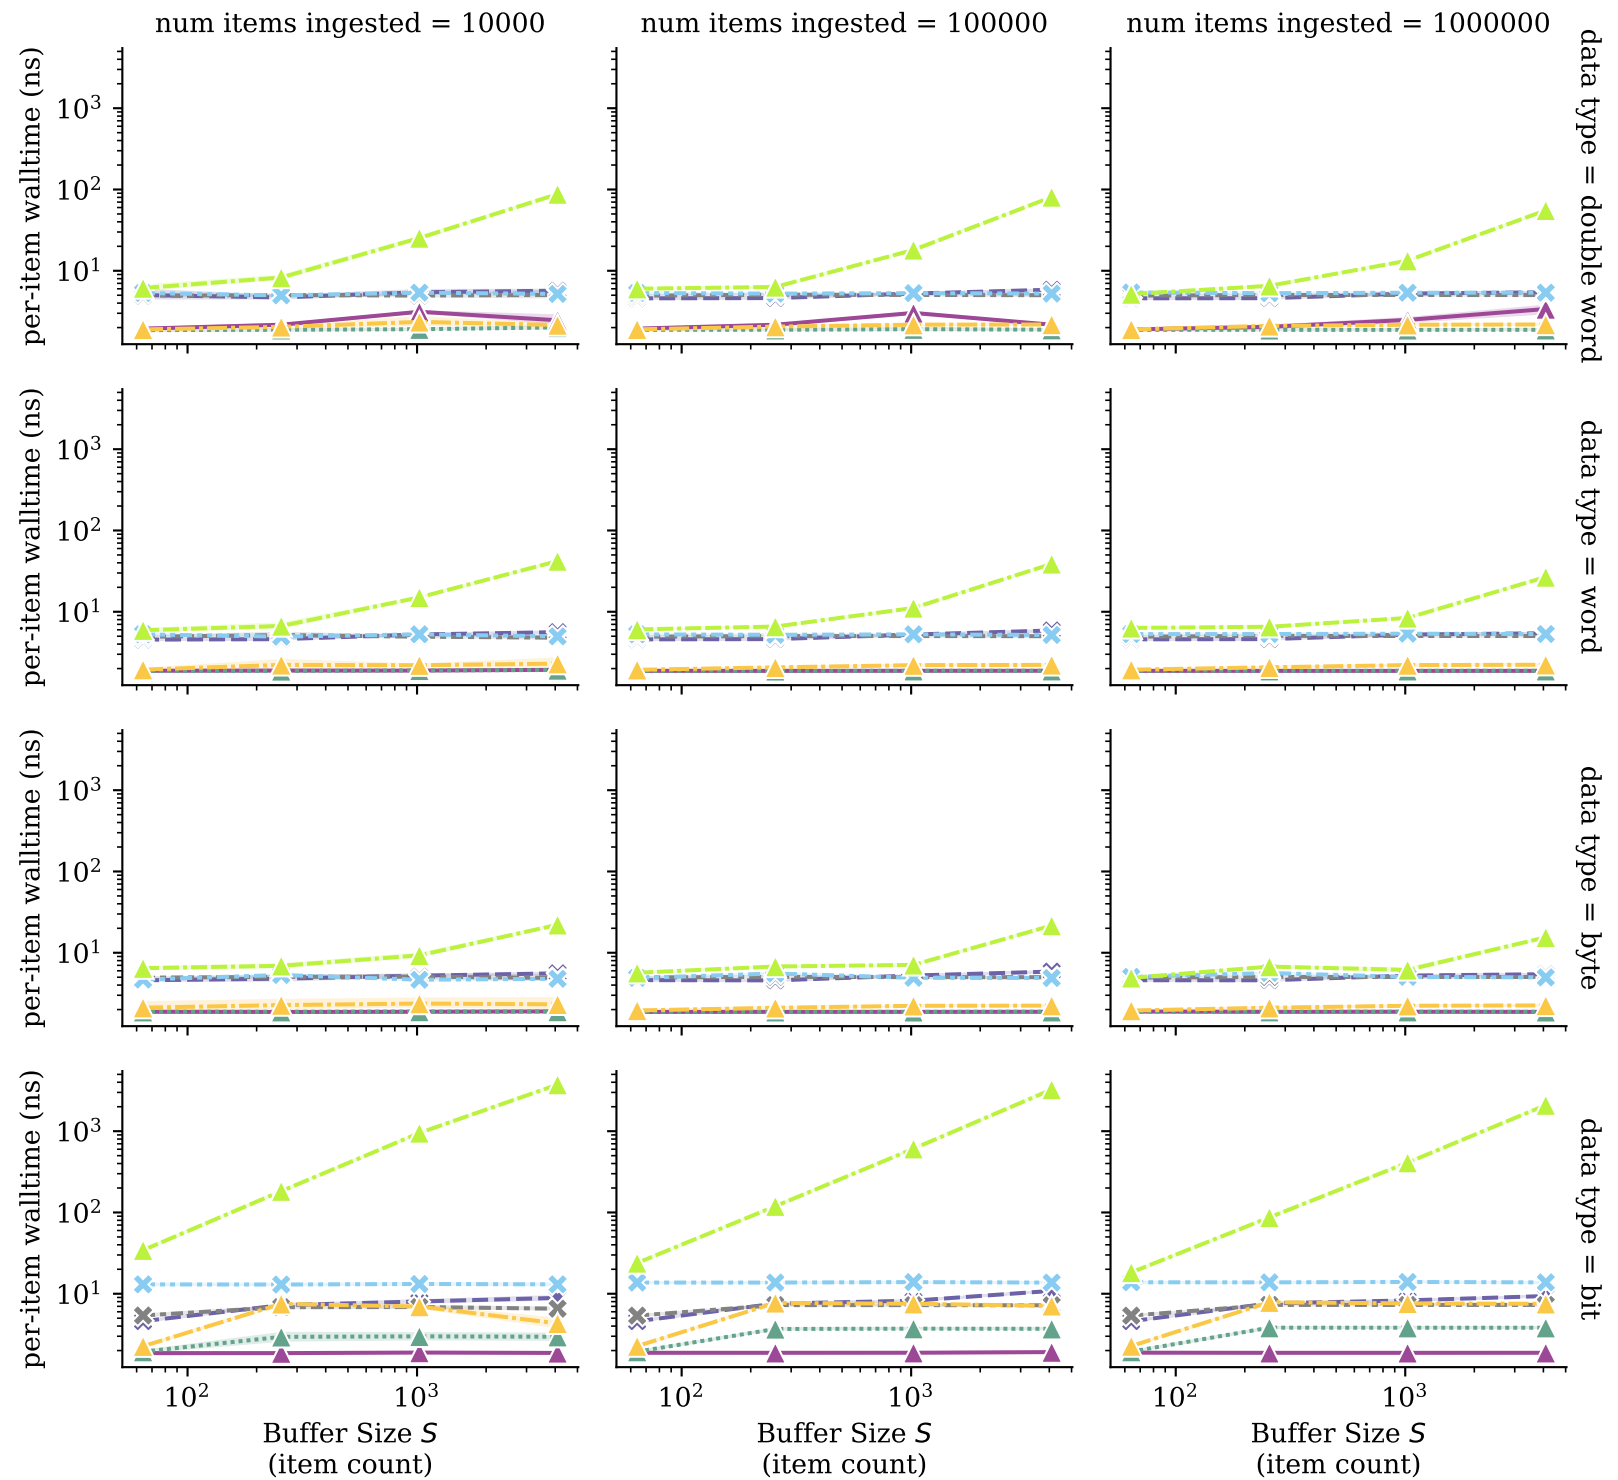 num items ingested = 10000
num items ingested = 100000
num items ingested = 1000000
per-item walltime (ns)
10³
10²
10¹
data type = double word
per-item walltime (ns)
10³
10²
10¹
data type = word
per-item walltime (ns)
10³
10²
10¹
data type = byte
per-item walltime (ns)
10³
10²
10¹
data type = bit
10² 10³
10² 10³
10² 10³
Buffer Size S
(item count)
Buffer Size S
(item count)
Buffer Size S
(item count)